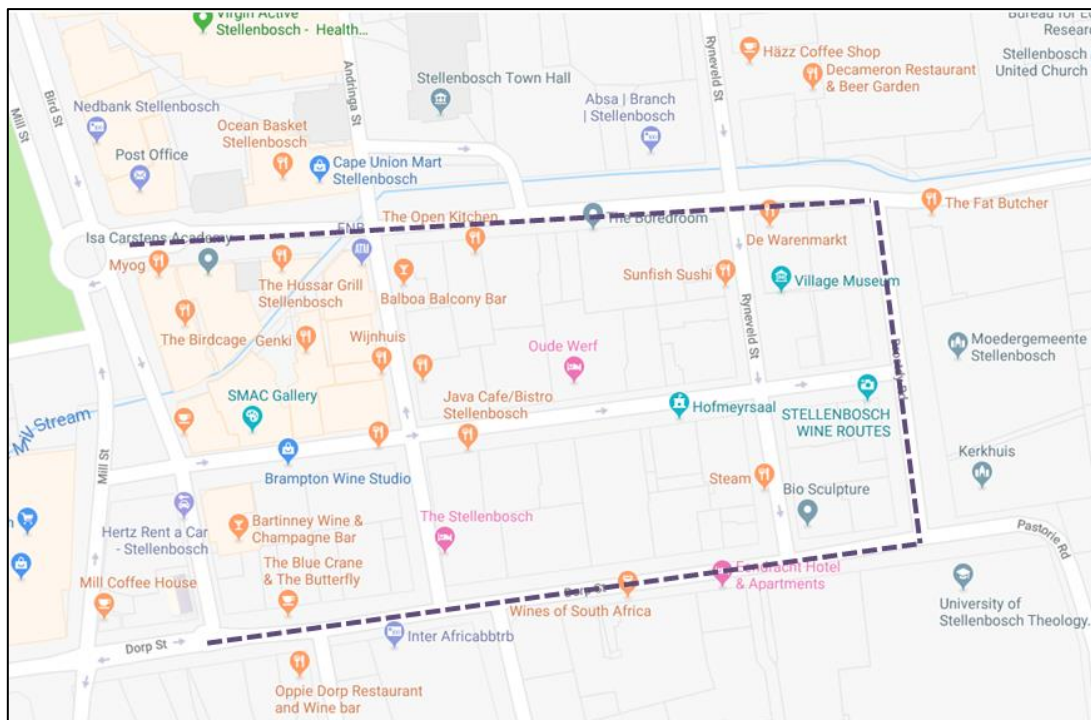 Virgin Active
Stellenbosch - Health...
Bureau for Ec
Research
Häzz Coffee Shop
Decameron Restaurant
& Beer Garden
Stellenbosch
United Church
Mill St
Bird St
Andringa St
Ryneveld St
Stellenbosch Town Hall
Nedbank Stellenbosch
Ocean Basket
Stellenbosch
Absa | Branch
| Stellenbosch
Post Office
Cape Union Mart
Stellenbosch
The Open Kitchen
The Boredroom
The Fat Butcher
FNB
Isa Carstens Academy
De Warenmarkt
Myog
The Hussar Grill
Stellenbosch
Balboa Balcony Bar
Sunfish Sushi
Village Museum
The Birdcage
Genki
Wijnhuis
Oude Werf
Ryneveld St
Moedergemeente
Stellenbosch
SMAC Gallery
Java Cafe/Bistro
Stellenbosch
Hofmeyrsaal
STELLENBOSCH
WINE ROUTES
Stream
Mill St
Brampton Wine Studio
Steam
Kerkhuis
Bio Sculpture
Hertz Rent a Car
- Stellenbosch
Bartinney Wine &
Champagne Bar
The Stellenbosch
Pastorie Rd
The Blue Crane
& The Butterfly
Mill Coffee House
Eendracht Hotel
& Apartments
Dorp St
Wines of South Africa
University of
Stellenbosch Theology.
Dorp St
Inter Africabbtrb
Oppie Dorp Restaurant
and Wine bar